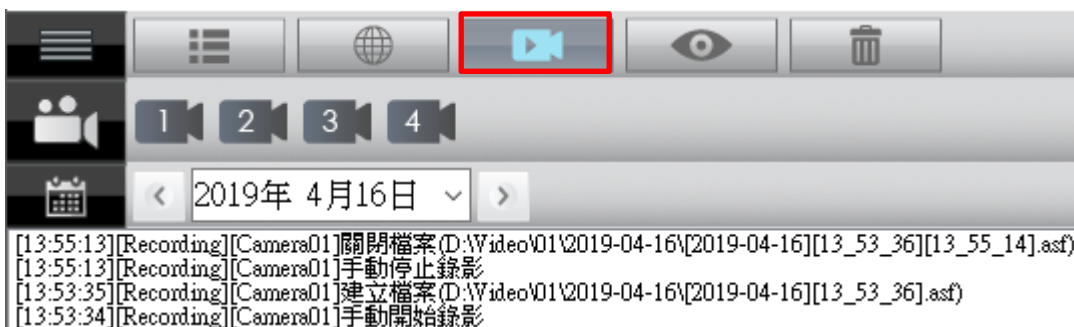 1 2 3 4
2019年 4月16日
[13:55:13][Recording][Camera01]關閉檔案(D:\Video\01\2019-04-16\[2019-04-16][13_53_36][13_55_14].asf)
[13:55:13][Recording][Camera01]手動停止錄影
[13:53:35][Recording][Camera01]建立檔案(D:\Video\01\2019-04-16\[2019-04-16][13_53_36].asf)
[13:53:34][Recording][Camera01]手動開始錄影